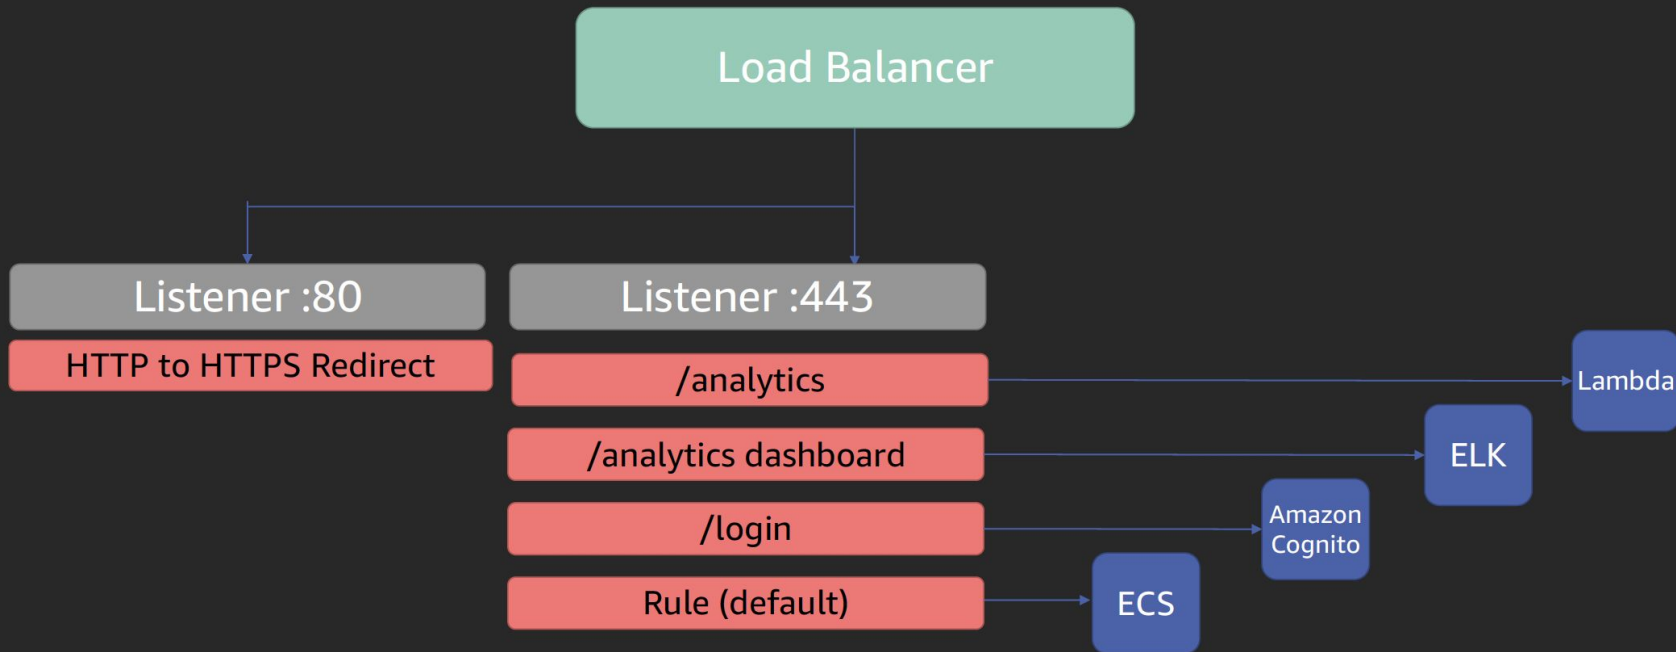 Load Balancer
Listener :80
Listener :443
HTTP to HTTPS Redirect
/analytics
Lambda
/analytics dashboard
ELK
/login
Amazon
Cognito
Rule (default)
ECS